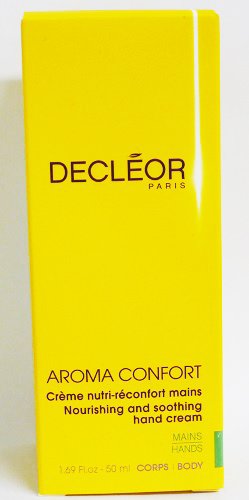 DECLÉOR
PARIS
AROMA CONFORT
Crème nutri-réconfort mains
Nourishing and soothing
hand cream
MAINS
HANDS
1.69 Fl.oz - 50 ml CORPS | BODY